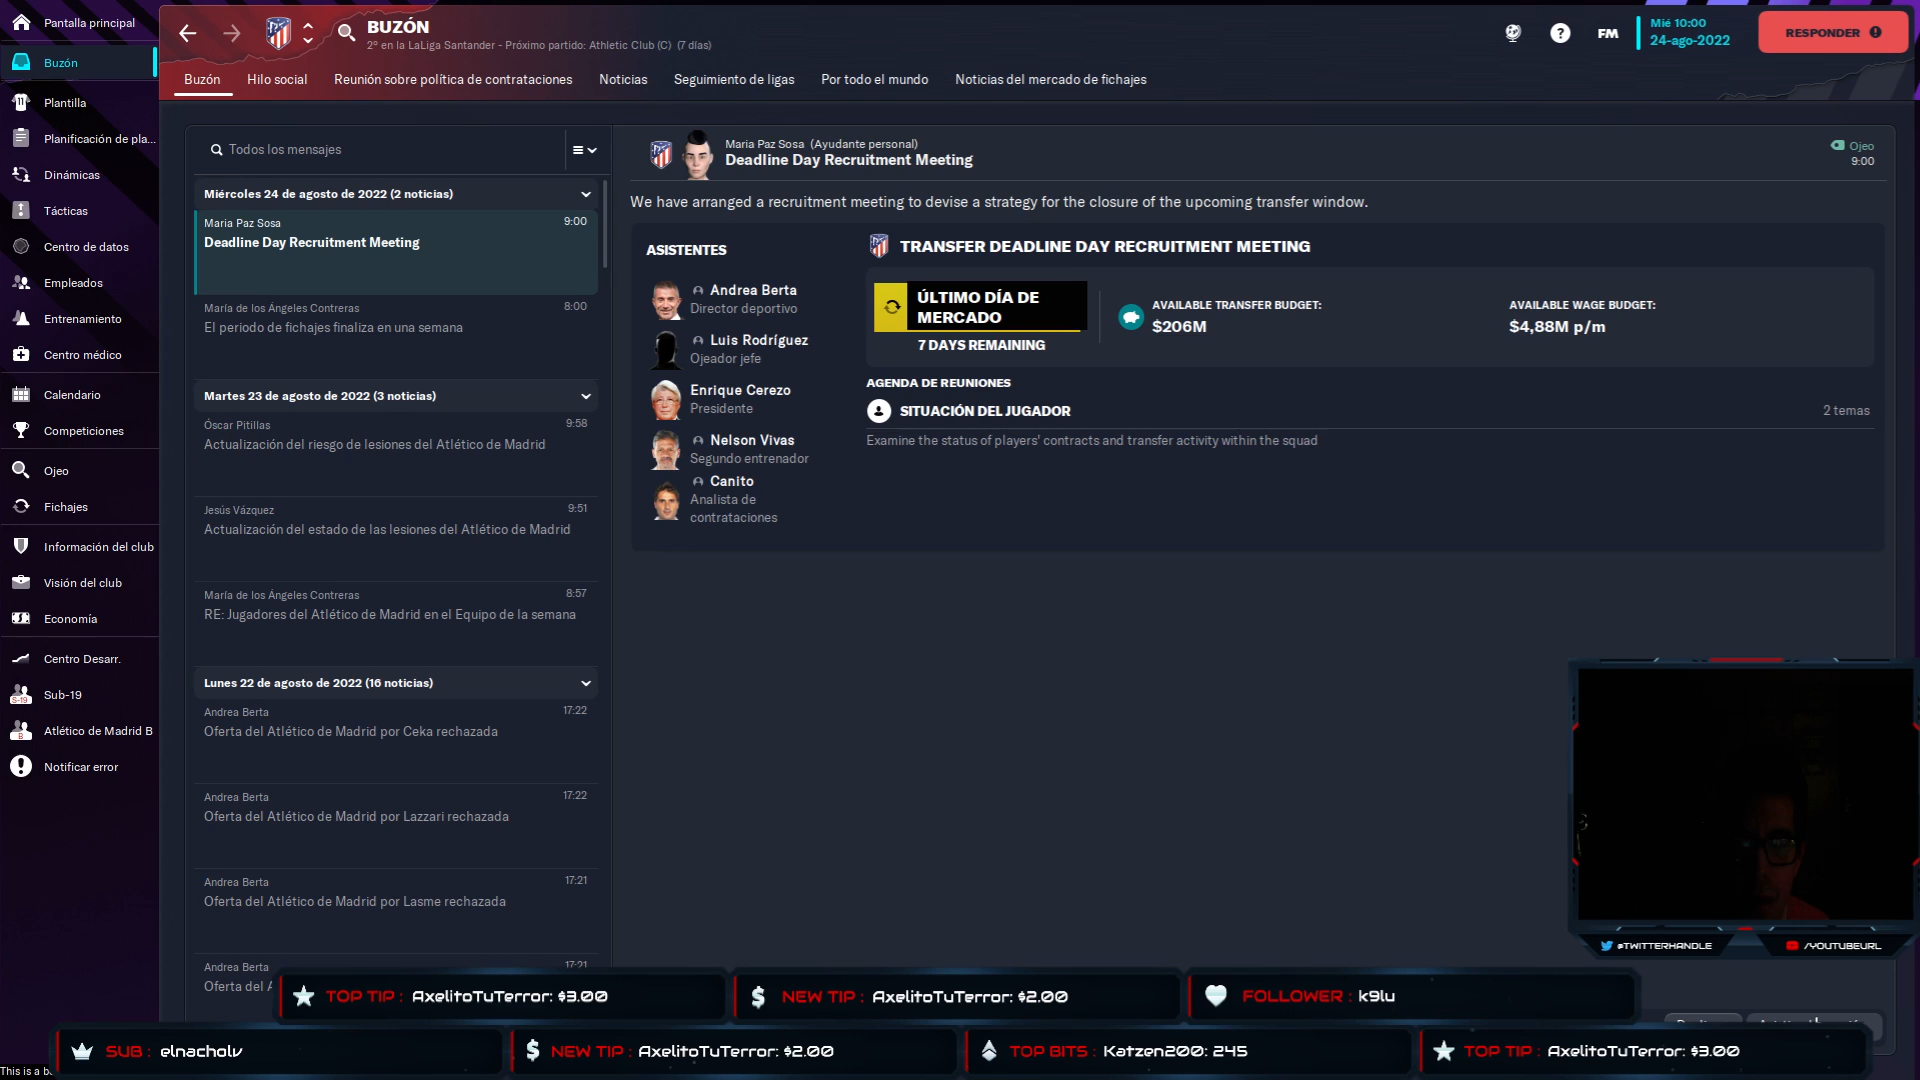 Pantalla principal
Buzón
Plantilla
Planificación de pla...
Dinámicas
Tácticas
Centro de datos
Empleados
Entrenamiento
Centro médico
Calendario
Competiciones
Ojeo
Fichajes
Información del club
Visión del club
Economía
Centro Desarr.
Sub-19
Atlético de Madrid B
Notificar error
BUZÓN
2º en la LaLiga Santander - Próximo partido: Athletic Club (C) (7 días)
FM
Mié 10:00
24-ago-2022
RESPONDER
Buzón
Hilo social
Reunión sobre política de contrataciones
Noticias
Seguimiento de ligas
Por todo el mundo
Noticias del mercado de fichajes
Todos los mensajes
Miércoles 24 de agosto de 2022 (2 noticias)
Maria Paz Sosa 9:00
Deadline Day Recruitment Meeting
María de los Ángeles Contreras 8:00
El periodo de fichajes finaliza en una semana
Martes 23 de agosto de 2022 (3 noticias)
Óscar Pitillas 9:58
Actualización del riesgo de lesiones del Atlético de Madrid
Jesús Vázquez 9:51
Actualización del estado de las lesiones del Atlético de Madrid
María de los Ángeles Contreras 8:57
RE: Jugadores del Atlético de Madrid en el Equipo de la semana
Lunes 22 de agosto de 2022 (16 noticias)
Andrea Berta 17:22
Oferta del Atlético de Madrid por Ceka rechazada
Andrea Berta 17:22
Oferta del Atlético de Madrid por Lazzari rechazada
Andrea Berta 17:21
Oferta del Atlético de Madrid por Lasme rechazada
Andrea Berta 17:21
Oferta del A
Maria Paz Sosa (Ayudante personal)
Deadline Day Recruitment Meeting
Ojeo
9:00
We have arranged a recruitment meeting to devise a strategy for the closure of the upcoming transfer window.
ASISTENTES
Andrea Berta
Director deportivo
Luis Rodríguez
Ojeador jefe
Enrique Cerezo
Presidente
Nelson Vivas
Segundo entrenador
Canito
Analista de
contrataciones
TRANSFER DEADLINE DAY RECRUITMENT MEETING
ÚLTIMO DÍA DE
MERCADO
7 DAYS REMAINING
AVAILABLE TRANSFER BUDGET:
$206M
AVAILABLE WAGE BUDGET:
$4,88M p/m
AGENDA DE REUNIONES
SITUACIÓN DEL JUGADOR
2 temas
Examine the status of players' contracts and transfer activity within the squad
@TWITTERHANDLE
/YOUTUBEURL
TOP TIP : AxelitoTuTerror: $3.00
NEW TIP : AxelitoTuTerror: $2.00
FOLLOWER : k9lu
SUB : elnacholv
NEW TIP : AxelitoTuTerror: $2.00
TOP BITS : Katzen200: 245
TOP TIP : AxelitoTuTerror: $3.00
This is a b